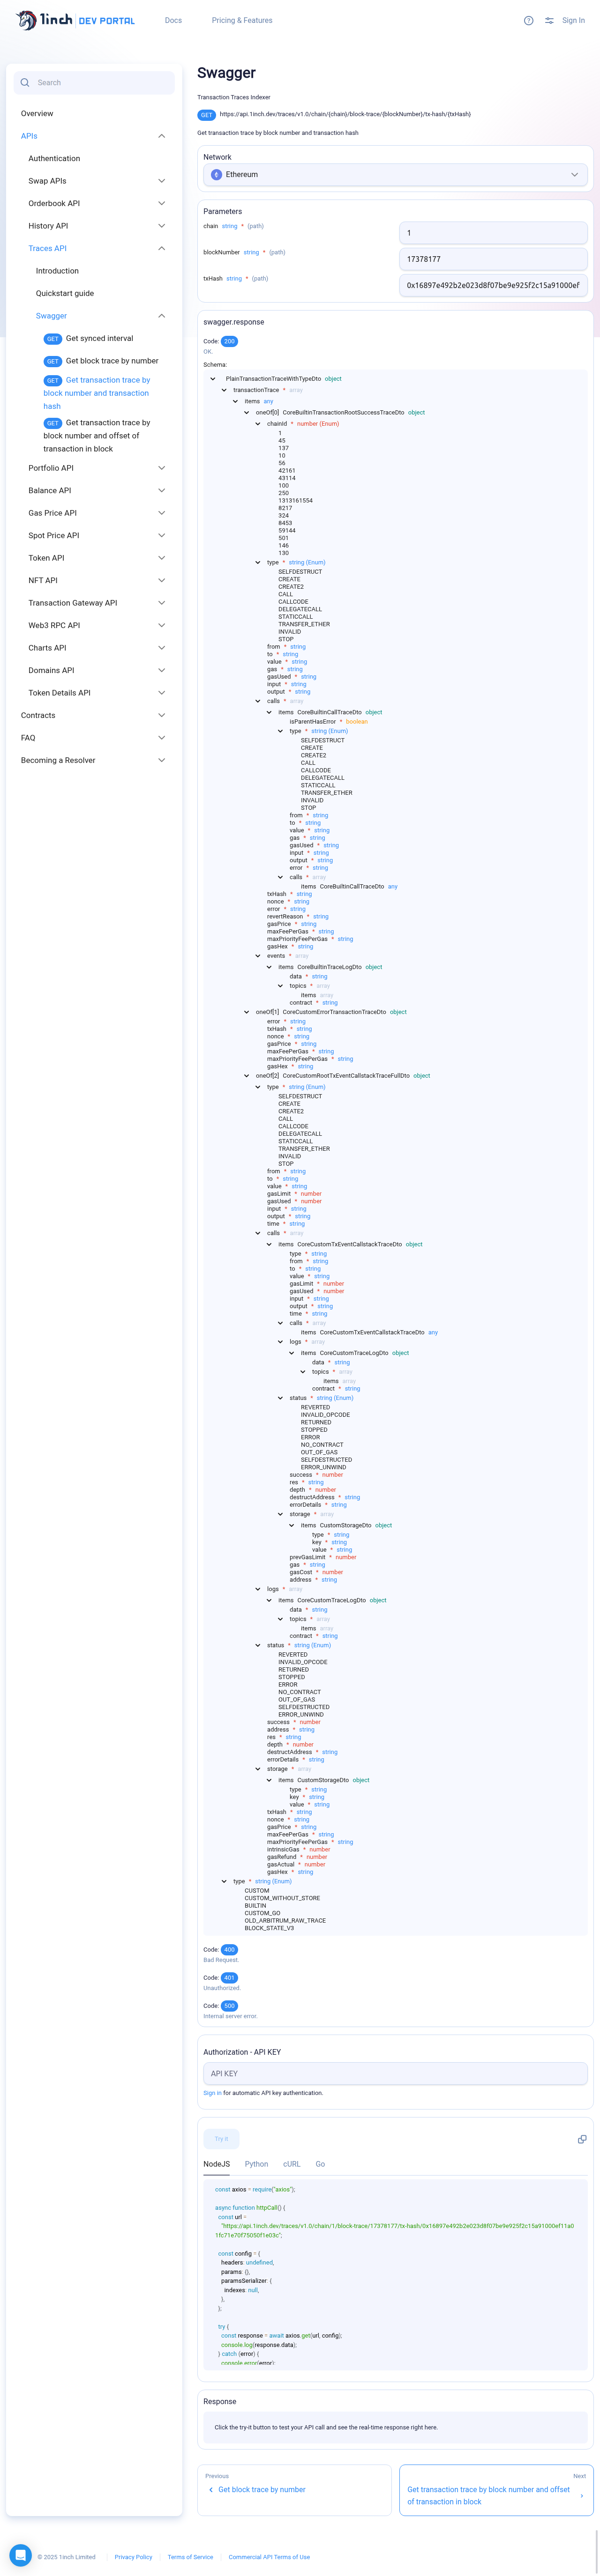 1inch DEV PORTAL
Docs
Pricing & Features
Sign In
Search
Overview
APIs
Authentication
Swap APIs
Orderbook API
History API
Traces API
Introduction
Quickstart guide
Swagger
GET Get synced interval
GET Get block trace by number
GET Get transaction trace by
block number and transaction
hash
GET Get transaction trace by
block number and offset of
transaction in block
Portfolio API
Balance API
Gas Price API
Spot Price API
Token API
NFT API
Transaction Gateway API
Web3 RPC API
Charts API
Domains API
Token Details API
Contracts
FAQ
Becoming a Resolver
Swagger
Transaction Traces Indexer
GET https://api.1inch.dev/traces/v1.0/chain/{chain}/block-trace/{blockNumber}/tx-hash/{txHash}
Get transaction trace by block number and transaction hash
Network
Ethereum
Parameters
chain string * (path)
1
blockNumber string * (path)
17378177
txHash string * (path)
0x16897e492b2e023d8f07be9e925f2c15a91000ef
swagger.response
Code: 200
OK.
Schema:
PlainTransactionTraceWithTypeDto object
transactionTrace * array
items any
oneOf[0] CoreBuiltinTransactionRootSuccessTraceDto object
chainId * number (Enum)
1
45
137
10
56
42161
43114
100
250
1313161554
8217
324
8453
59144
501
146
130
type * string (Enum)
SELFDESTRUCT
CREATE
CREATE2
CALL
CALLCODE
DELEGATECALL
STATICCALL
TRANSFER_ETHER
INVALID
STOP
from * string
to * string
value * string
gas * string
gasUsed * string
input * string
output * string
calls * array
items CoreBuiltinCallTraceDto object
isParentHasError * boolean
type * string (Enum)
SELFDESTRUCT
CREATE
CREATE2
CALL
CALLCODE
DELEGATECALL
STATICCALL
TRANSFER_ETHER
INVALID
STOP
from * string
to * string
value * string
gas * string
gasUsed * string
input * string
output * string
error * string
calls * array
items CoreBuiltinCallTraceDto any
txHash * string
nonce * string
error * string
revertReason * string
gasPrice * string
maxFeePerGas * string
maxPriorityFeePerGas * string
gasHex * string
events * array
items CoreBuiltinTraceLogDto object
data * string
topics * array
items array
contract * string
oneOf[1] CoreCustomErrorTransactionTraceDto object
error * string
txHash * string
nonce * string
gasPrice * string
maxFeePerGas * string
maxPriorityFeePerGas * string
gasHex * string
oneOf[2] CoreCustomRootTxEventCallstackTraceFullDto object
type * string (Enum)
SELFDESTRUCT
CREATE
CREATE2
CALL
CALLCODE
DELEGATECALL
STATICCALL
TRANSFER_ETHER
INVALID
STOP
from * string
to * string
value * string
gasLimit * number
gasUsed * number
input * string
output * string
time * string
calls * array
items CoreCustomTxEventCallstackTraceDto object
type * string
from * string
to * string
value * string
gasLimit * number
gasUsed * number
input * string
output * string
time * string
calls * array
items CoreCustomTxEventCallstackTraceDto any
logs * array
items CoreCustomTraceLogDto object
data * string
topics * array
items array
contract * string
status * string (Enum)
REVERTED
INVALID_OPCODE
RETURNED
STOPPED
ERROR
NO_CONTRACT
OUT_OF_GAS
SELFDESTRUCTED
ERROR_UNWIND
success * number
res * string
depth * number
destructAddress * string
errorDetails * string
storage * array
items CustomStorageDto object
type * string
key * string
value * string
prevGasLimit * number
gas * string
gasCost * number
address * string
logs * array
items CoreCustomTraceLogDto object
data * string
topics * array
items array
contract * string
status * string (Enum)
REVERTED
INVALID_OPCODE
RETURNED
STOPPED
ERROR
NO_CONTRACT
OUT_OF_GAS
SELFDESTRUCTED
ERROR_UNWIND
success * number
address * string
res * string
depth * number
destructAddress * string
errorDetails * string
storage * array
items CustomStorageDto object
type * string
key * string
value * string
txHash * string
nonce * string
gasPrice * string
maxFeePerGas * string
maxPriorityFeePerGas * string
intrinsicGas * number
gasRefund * number
gasActual * number
gasHex * string
type * string (Enum)
CUSTOM
CUSTOM_WITHOUT_STORE
BUILTIN
CUSTOM_GO
OLD_ARBITRUM_RAW_TRACE
BLOCK_STATE_V3
Code: 400
Bad Request.
Code: 401
Unauthorized.
Code: 500
Internal server error.
Authorization - API KEY
API KEY
Sign in for automatic API key authentication.
Try It
NodeJS Python cURL Go
const axios = require("axios");
async function httpCall() {
const url =
"https://api.1inch.dev/traces/v1.0/chain/1/block-trace/17378177/tx-hash/0x16897e492b2e023d8f07be9e925f2c15a91000ef11a0
1fc71e70f75050f1e03c";
const config = {
headers: undefined,
params: {},
paramsSerializer: {
indexes: null,
},
};
try {
const response = await axios.get(url, config);
console.log(response.data);
} catch (error) {
console.error(error);
Response
Click the try-it button to test your API call and see the real-time response right here.
Previous
Get block trace by number
Next
Get transaction trace by block number and offset
of transaction in block
© 2025 1inch Limited
Privacy Policy
Terms of Service
Commercial API Terms of Use